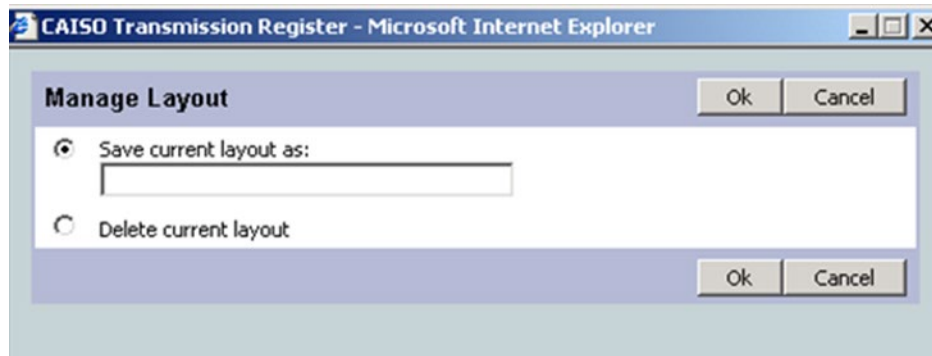 CAISO Transmission Register - Microsoft Internet Explorer
Manage Layout
Ok Cancel
Save current layout as:
Delete current layout
Ok Cancel